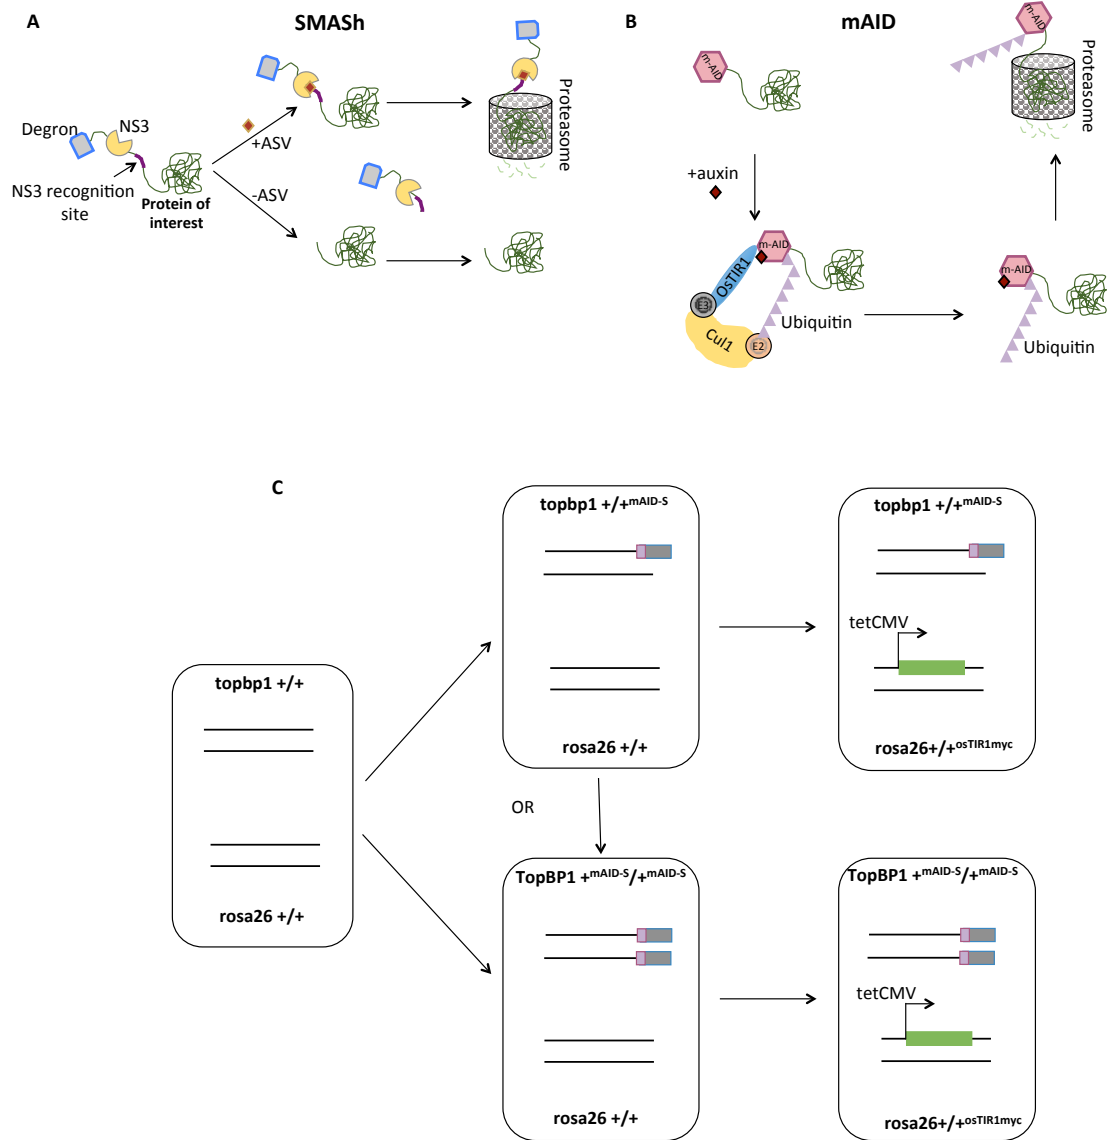 A
SMASh
Degron
NS3
NS3 recognition
site
Protein of
interest
+ASV
-ASV
Proteasome
B
mAID
m-AID
+auxin
m-AID
OsTIR1
E3
Cul1
E2
Ubiquitin
m-AID
Ubiquitin
m-AID
Proteasome
C
topbp1 +/+
rosa26 +/+
topbp1 +/+mAID-S
rosa26 +/+
OR
TopBP1 +mAID-S/+mAID-S
rosa26 +/+
topbp1 +/+mAID-S
tetCMV
rosa26+/+osTIR1myc
TopBP1 +mAID-S/+mAID-S
tetCMV
rosa26+/+osTIR1myc